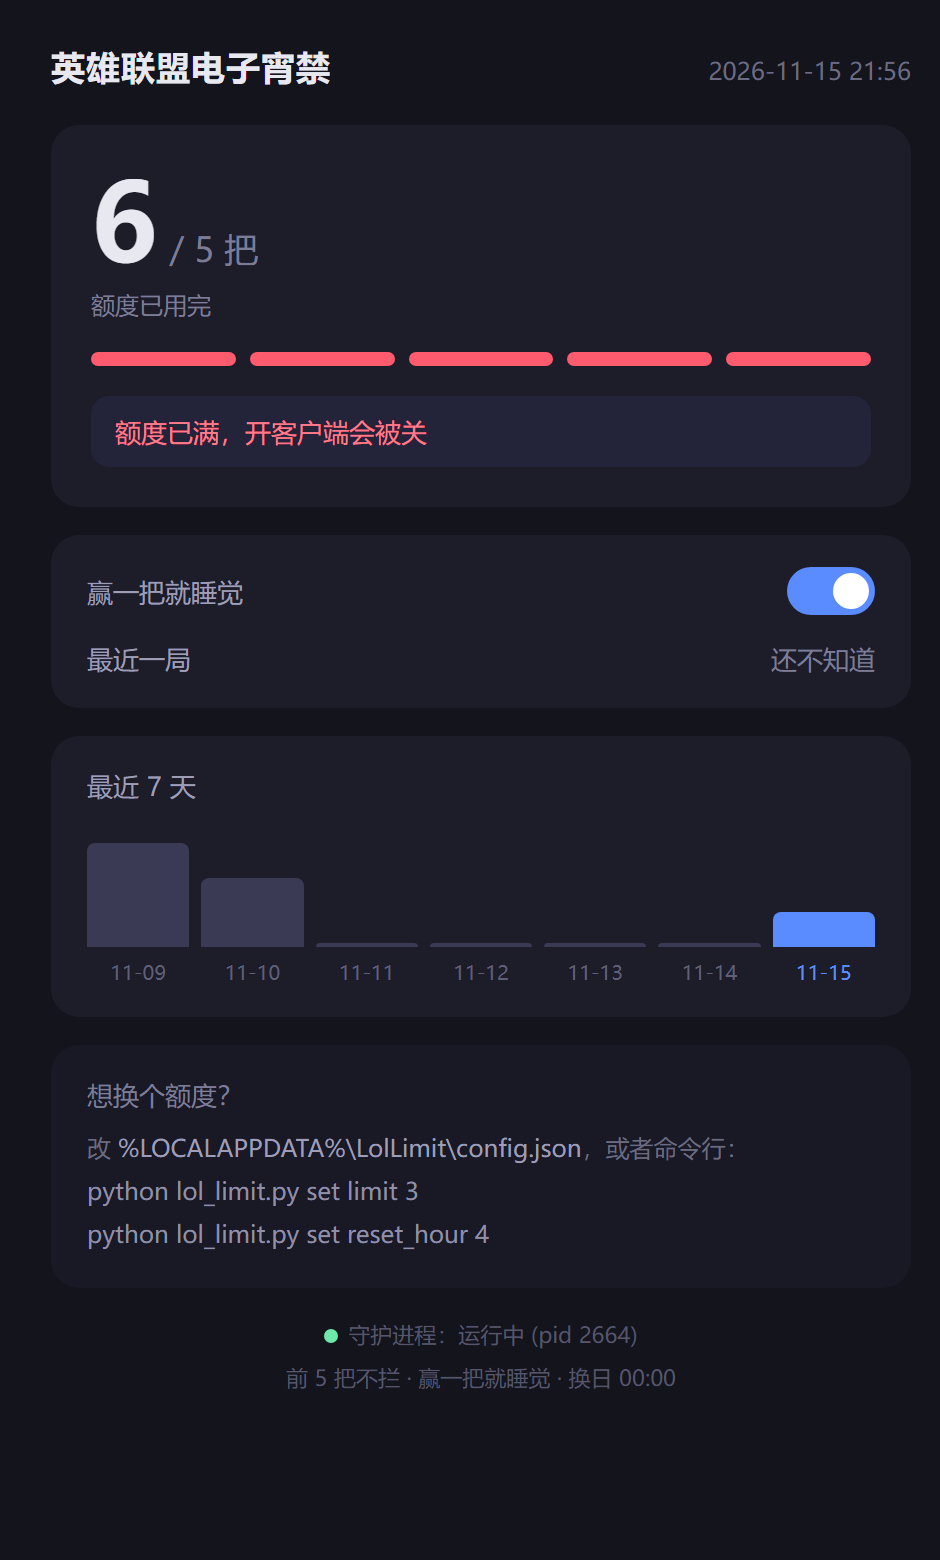 英雄联盟电子宵禁
2026-11-15 21:56
6 / 5 把
额度已用完
额度已满，开客户端会被关
赢一把就睡觉
最近一局 还不知道
最近 7 天
11-09 11-10 11-11 11-12 11-13 11-14 11-15
想换个额度？
改 %LOCALAPPDATA%\LolLimit\config.json，或者命令行：
python lol_limit.py set limit 3
python lol_limit.py set reset_hour 4
守护进程：运行中 (pid 2664)
前 5 把不拦 · 赢一把就睡觉 · 换日 00:00